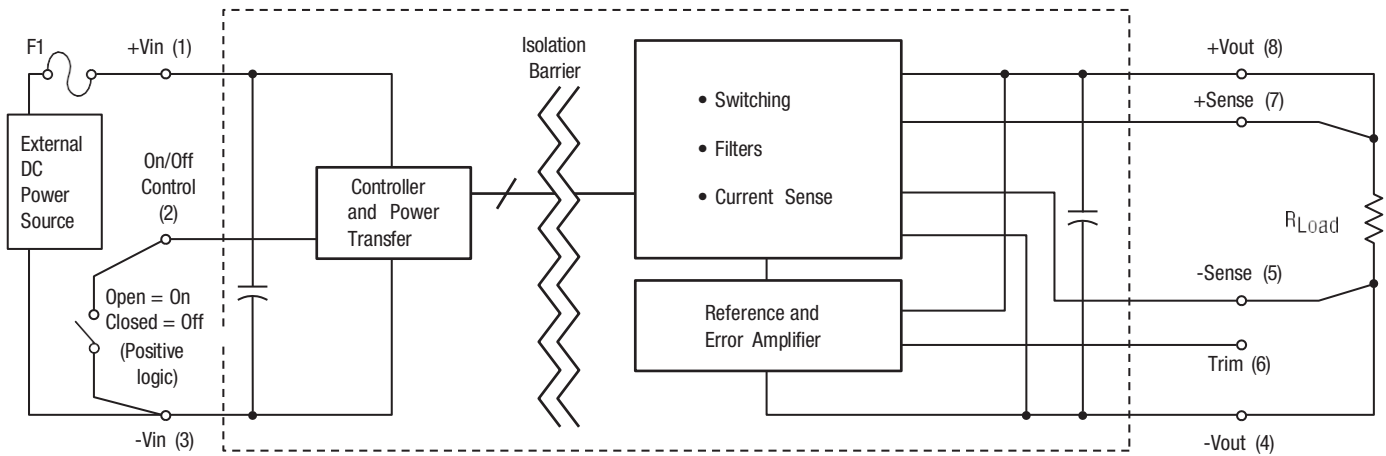 F1
+Vin (1)
External
DC
Power
Source
On/Off
Control
(2)
Open = On
Closed = Off
(Positive
logic)
-Vin (3)
Controller
and Power
Transfer
Isolation
Barrier
• Switching
• Filters
• Current Sense
Reference and
Error Amplifier
+Vout (8)
+Sense (7)
RLoad
-Sense (5)
Trim (6)
-Vout (4)